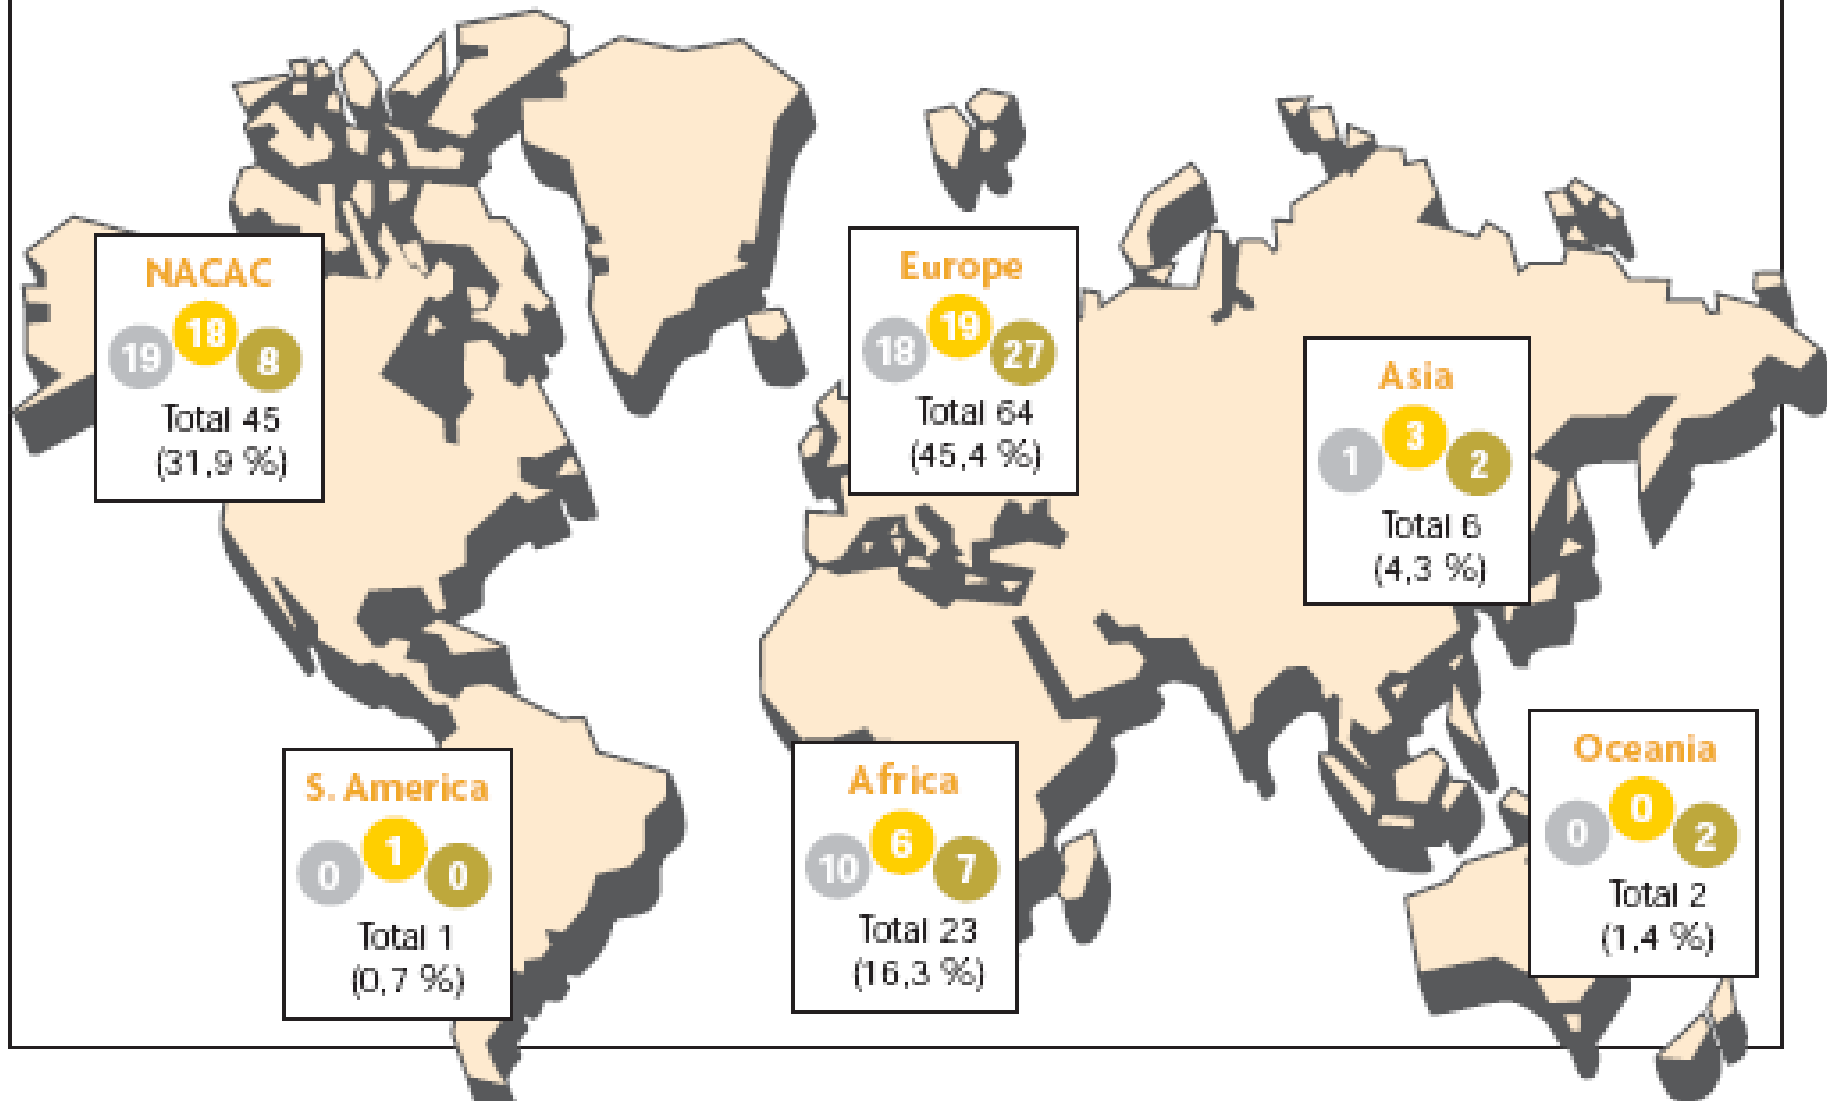 NACAC
19 18 8
Total 45
(31,9 %)
Europe
18 19 27
Total 64
(45,4 %)
Asia
1 3 2
Total 6
(4,3 %)
S. America
0 1 0
Total 1
(0,7 %)
Africa
10 6 7
Total 23
(16,3 %)
Oceania
0 0 2
Total 2
(1,4 %)